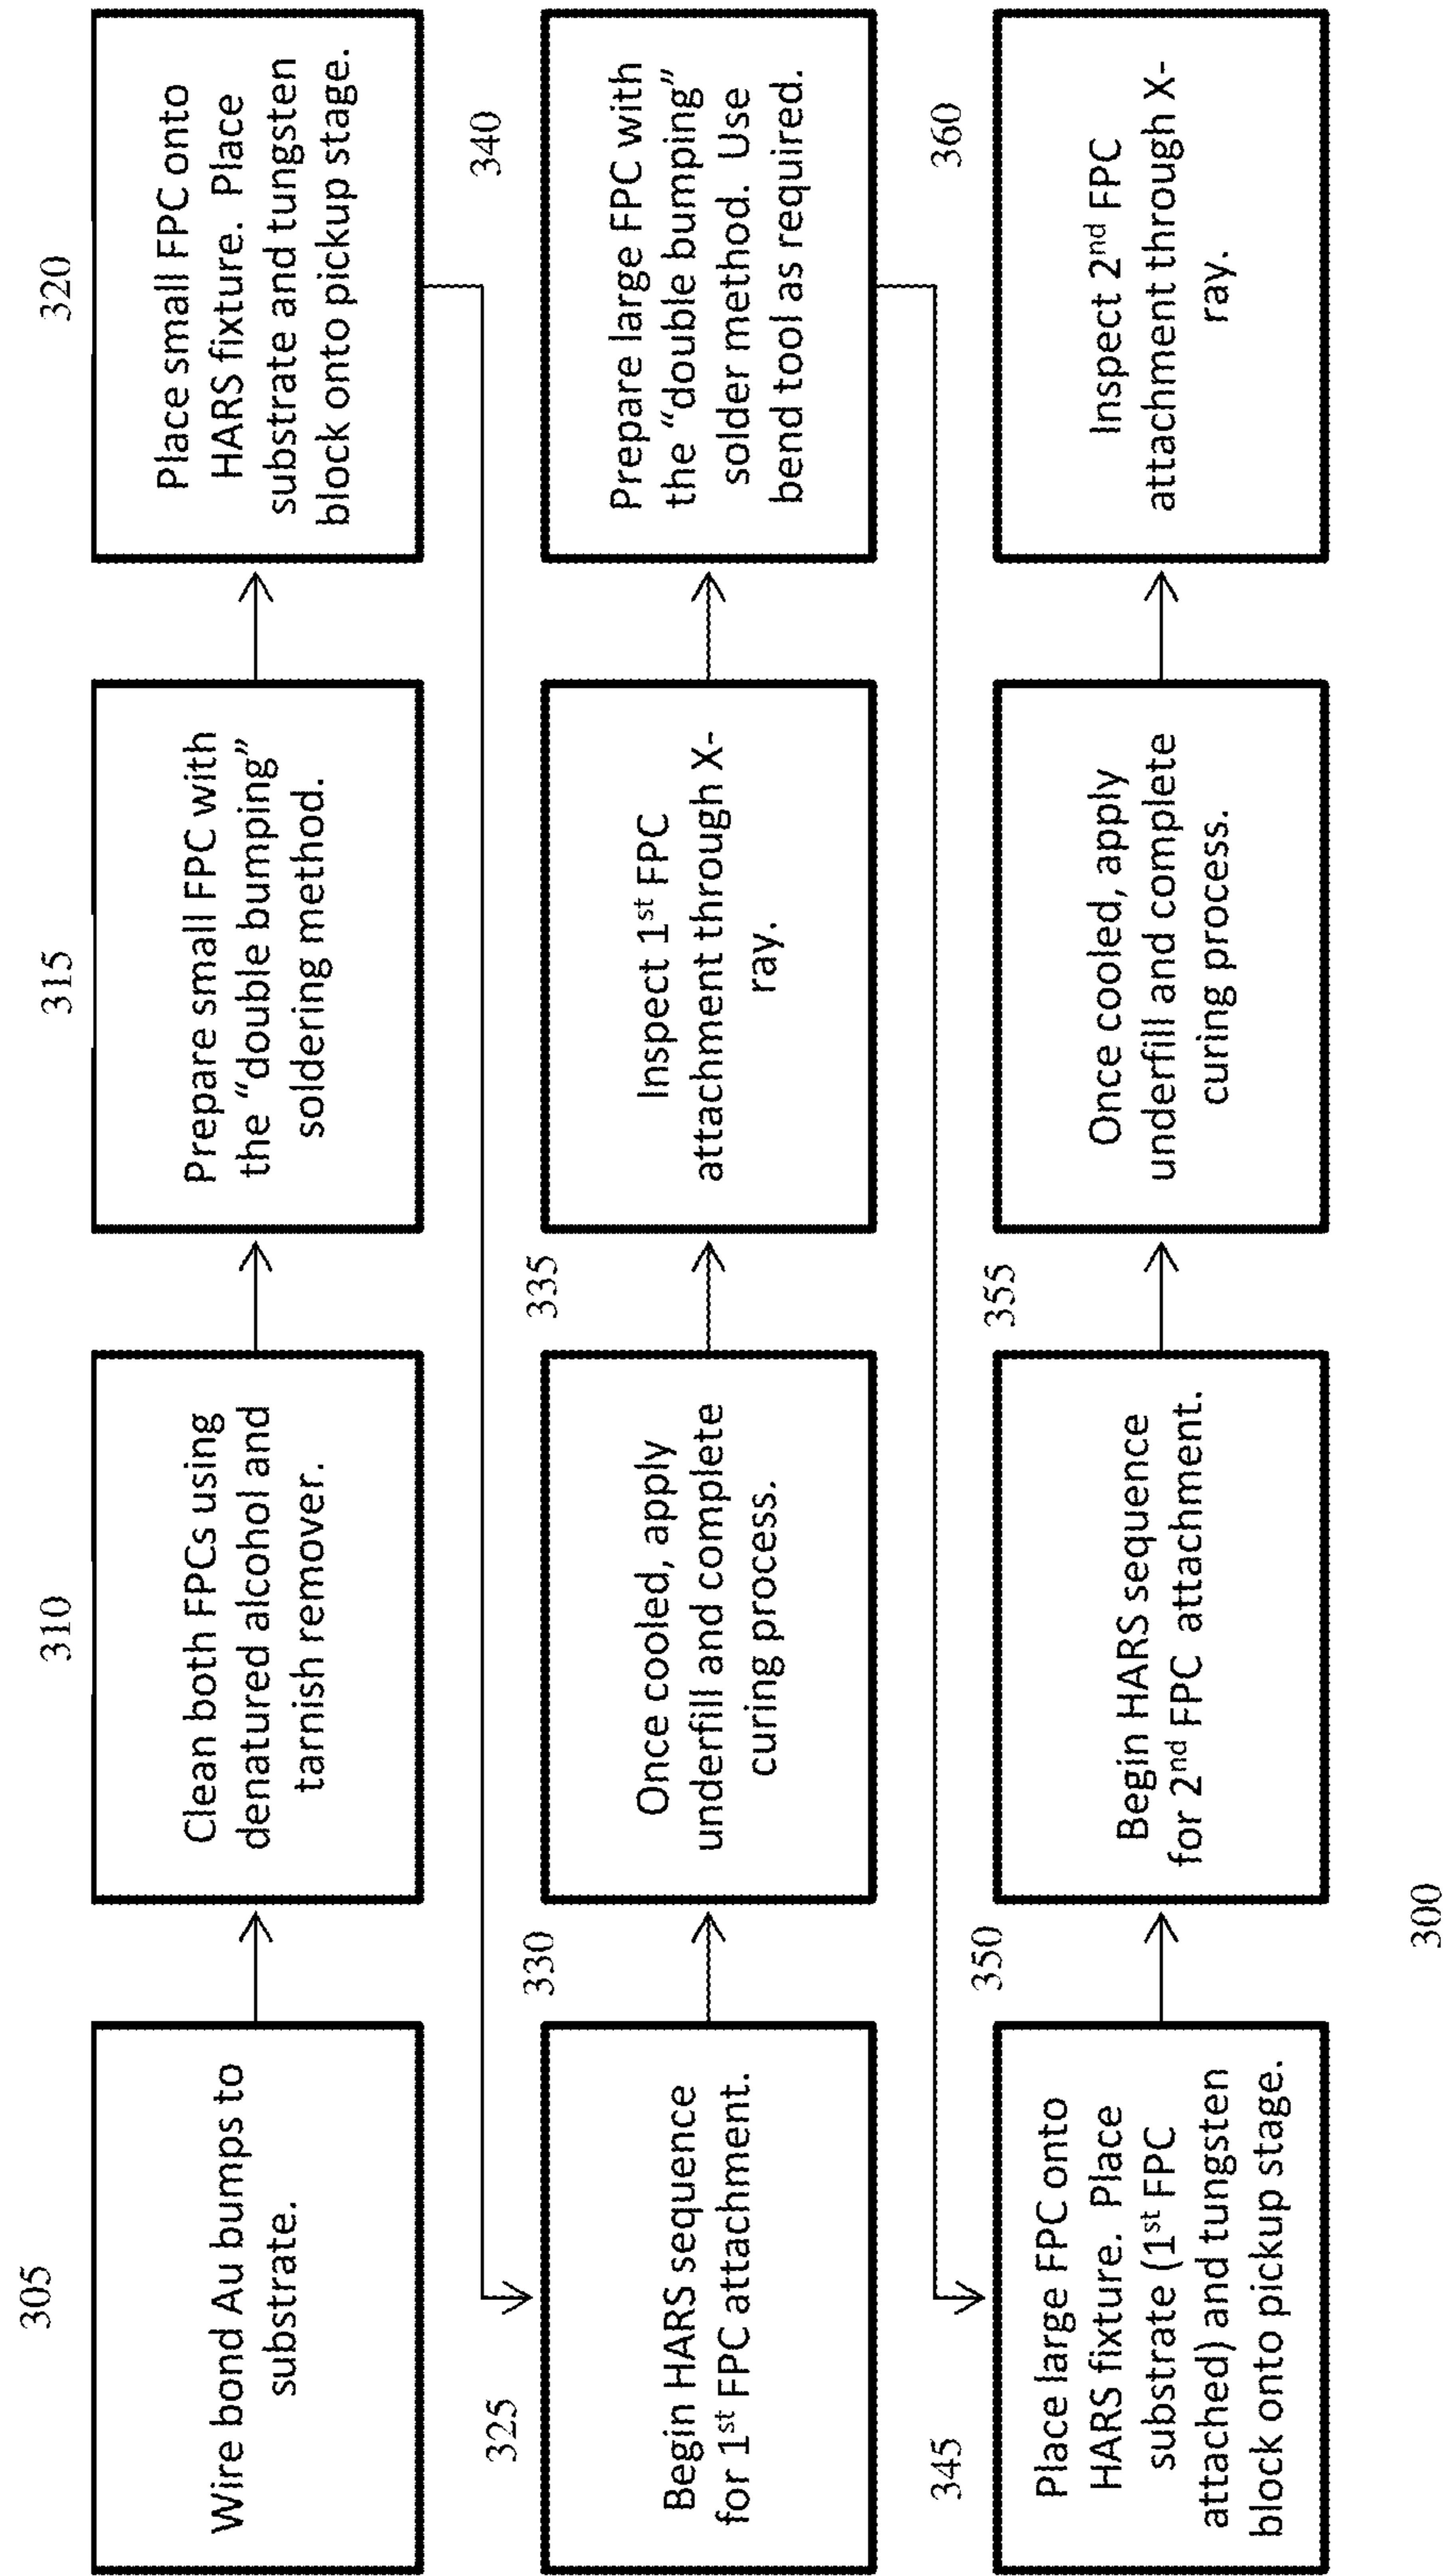 305
Wire bond Au bumps to
substrate.
310
Clean both FPCs using
denatured alcohol and
tarnish remover.
315
Prepare small FPC with
the “double bumping”
soldering method.
320
Place small FPC onto
HARS fixture. Place
substrate and tungsten
block onto pickup stage.
325
Begin HARS sequence
for 1st FPC attachment.
330
Once cooled, apply
underfill and complete
curing process.
335
Inspect 1st FPC
attachment through X-
ray.
340
Prepare large FPC with
the “double bumping”
solder method. Use
bend tool as required.
345
Place large FPC onto
HARS fixture. Place
substrate (1st FPC
attached) and tungsten
block onto pickup stage.
350
Begin HARS sequence
for 2nd FPC attachment.
355
Once cooled, apply
underfill and complete
curing process.
360
Inspect 2nd FPC
attachment through X-
ray.
300